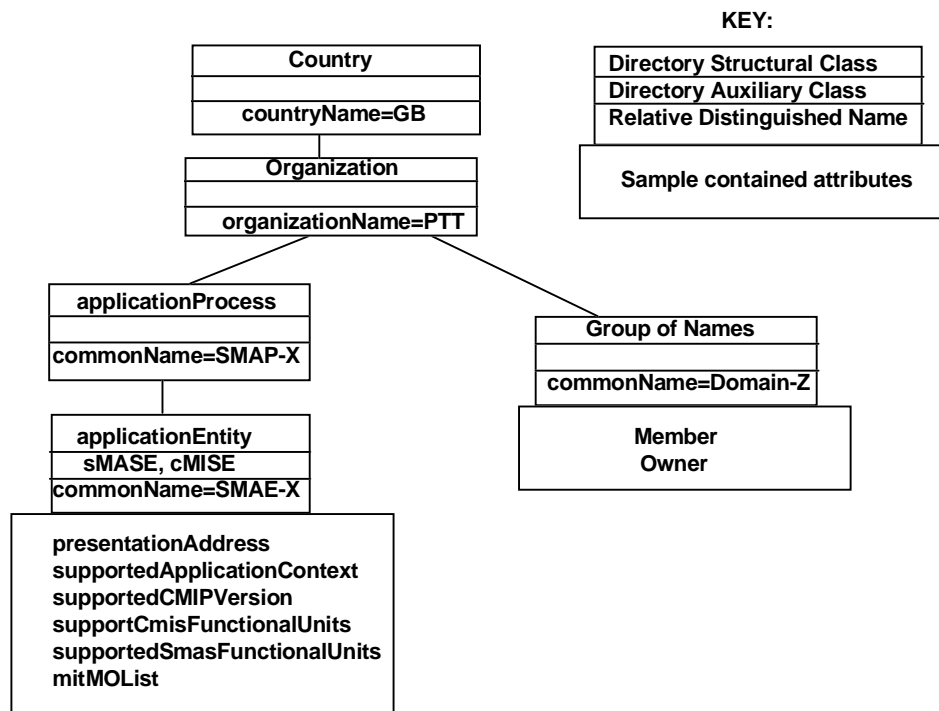 KEY:
Directory Structural Class
Directory Auxiliary Class
Relative Distinguished Name
Sample contained attributes
Country
countryName=GB
Organization
organizationName=PTT
applicationProcess
commonName=SMAP-X
applicationEntity
sMASE, cMISE
commonName=SMAE-X
presentationAddress
supportedApplicationContext
supportedCMIPVersion
supportCmisFunctionalUnits
supportedSmasFunctionalUnits
mitMOList
Group of Names
commonName=Domain-Z
Member
Owner